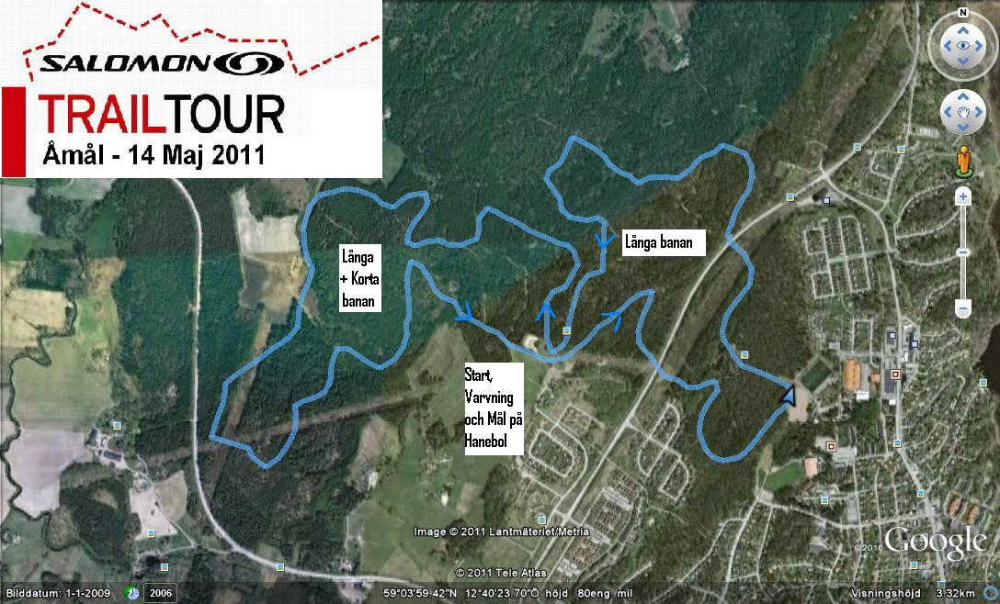 SALOMON
TRAILTOUR
Åmål - 14 Maj 2011
N
Långa banan
Långa
+ Korta
banan
Start,
Varvning
och Mål på
Hanebol
Image © 2011 Lantmäteriet/Metria
©2010 Google
© 2011 Tele Atlas
Bilddatum: 1-1-2009 2006 59°03'59.42"N 12°40'23.70"Ö höjd 80eng. mil Visningshöjd 3.32km